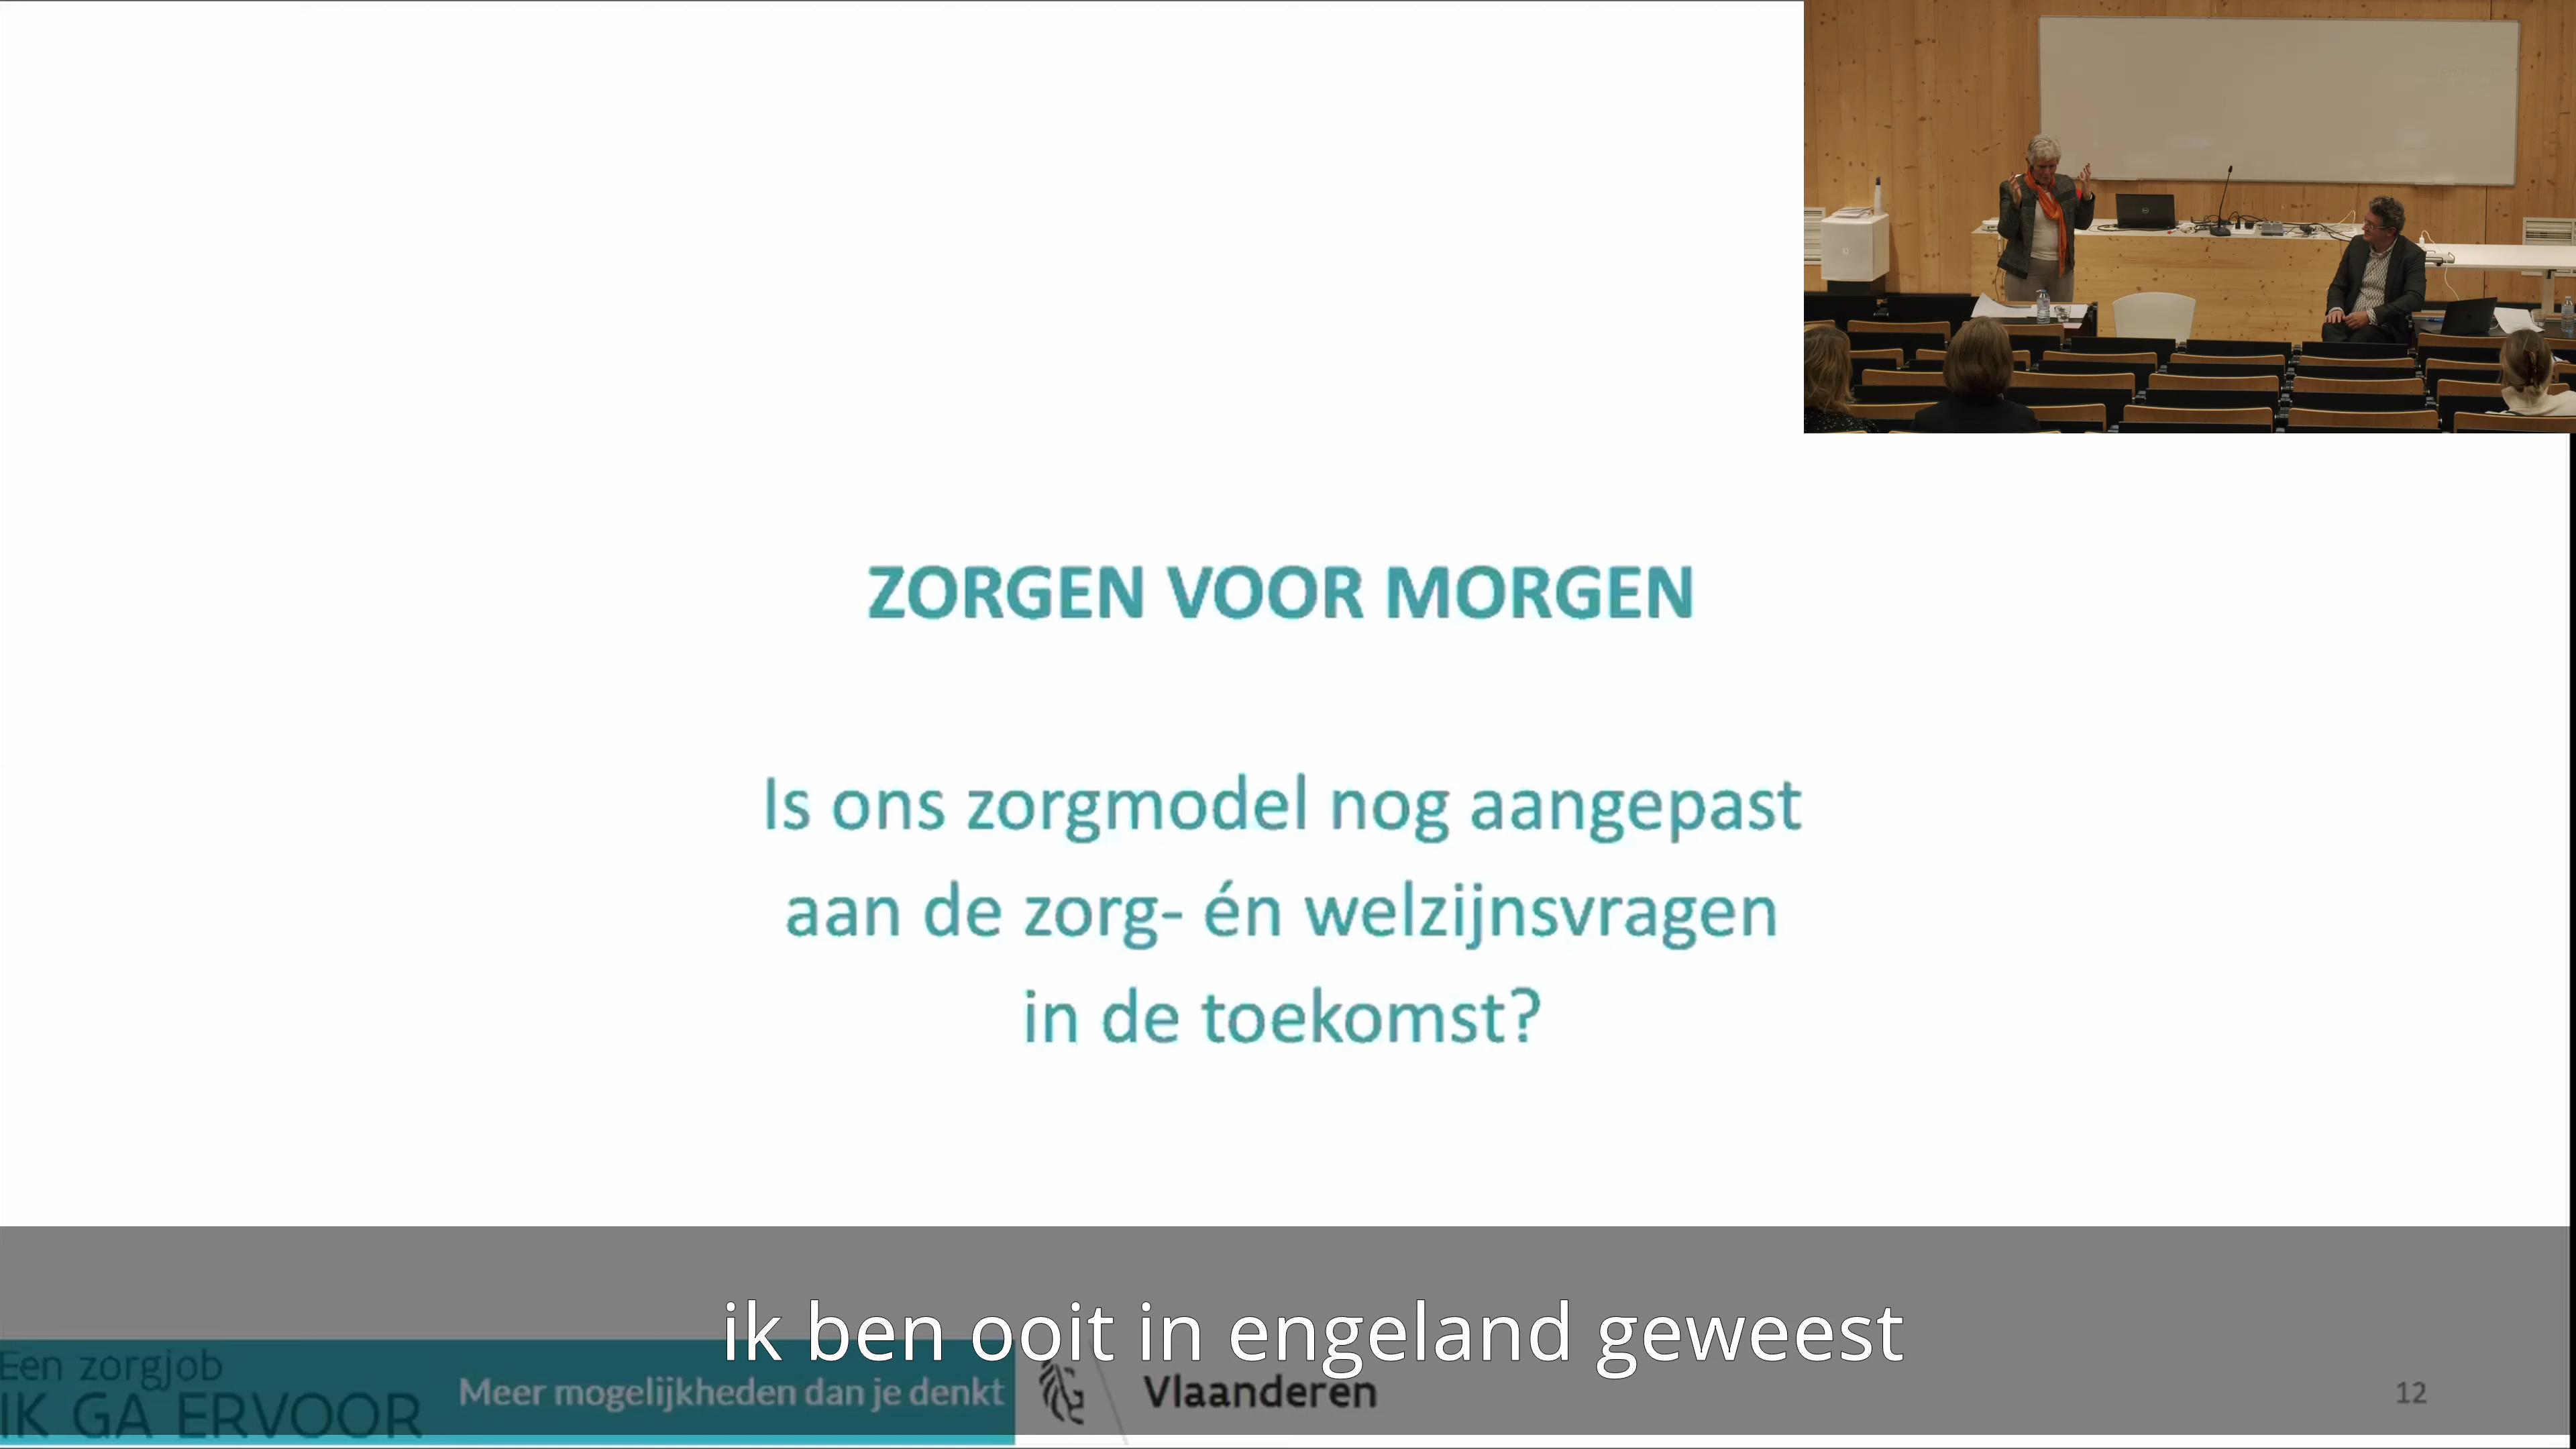 ZORGEN VOOR MORGEN
Is ons zorgmodel nog aangepast
aan de zorg- én welzijnsvragen
in de toekomst?
ik ben ooit in engeland geweest
Een zorgjob
IK GA ERVOOR
Meer mogelijkheden dan je denkt
Vlaanderen
12